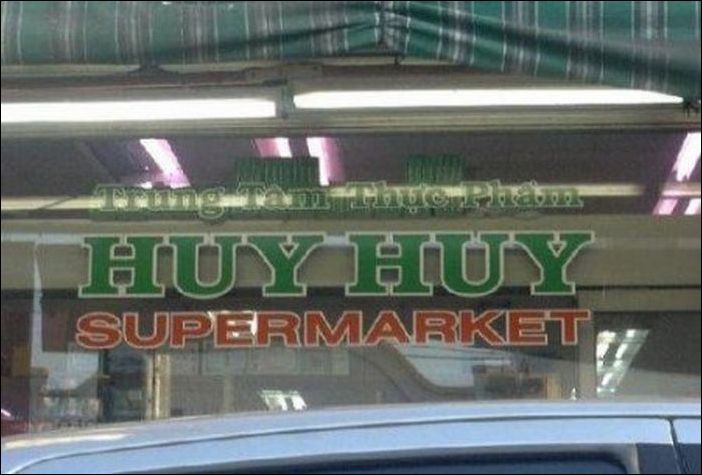 Trung Tâm Thực Phẩm
HUY HUY
SUPERMARKET